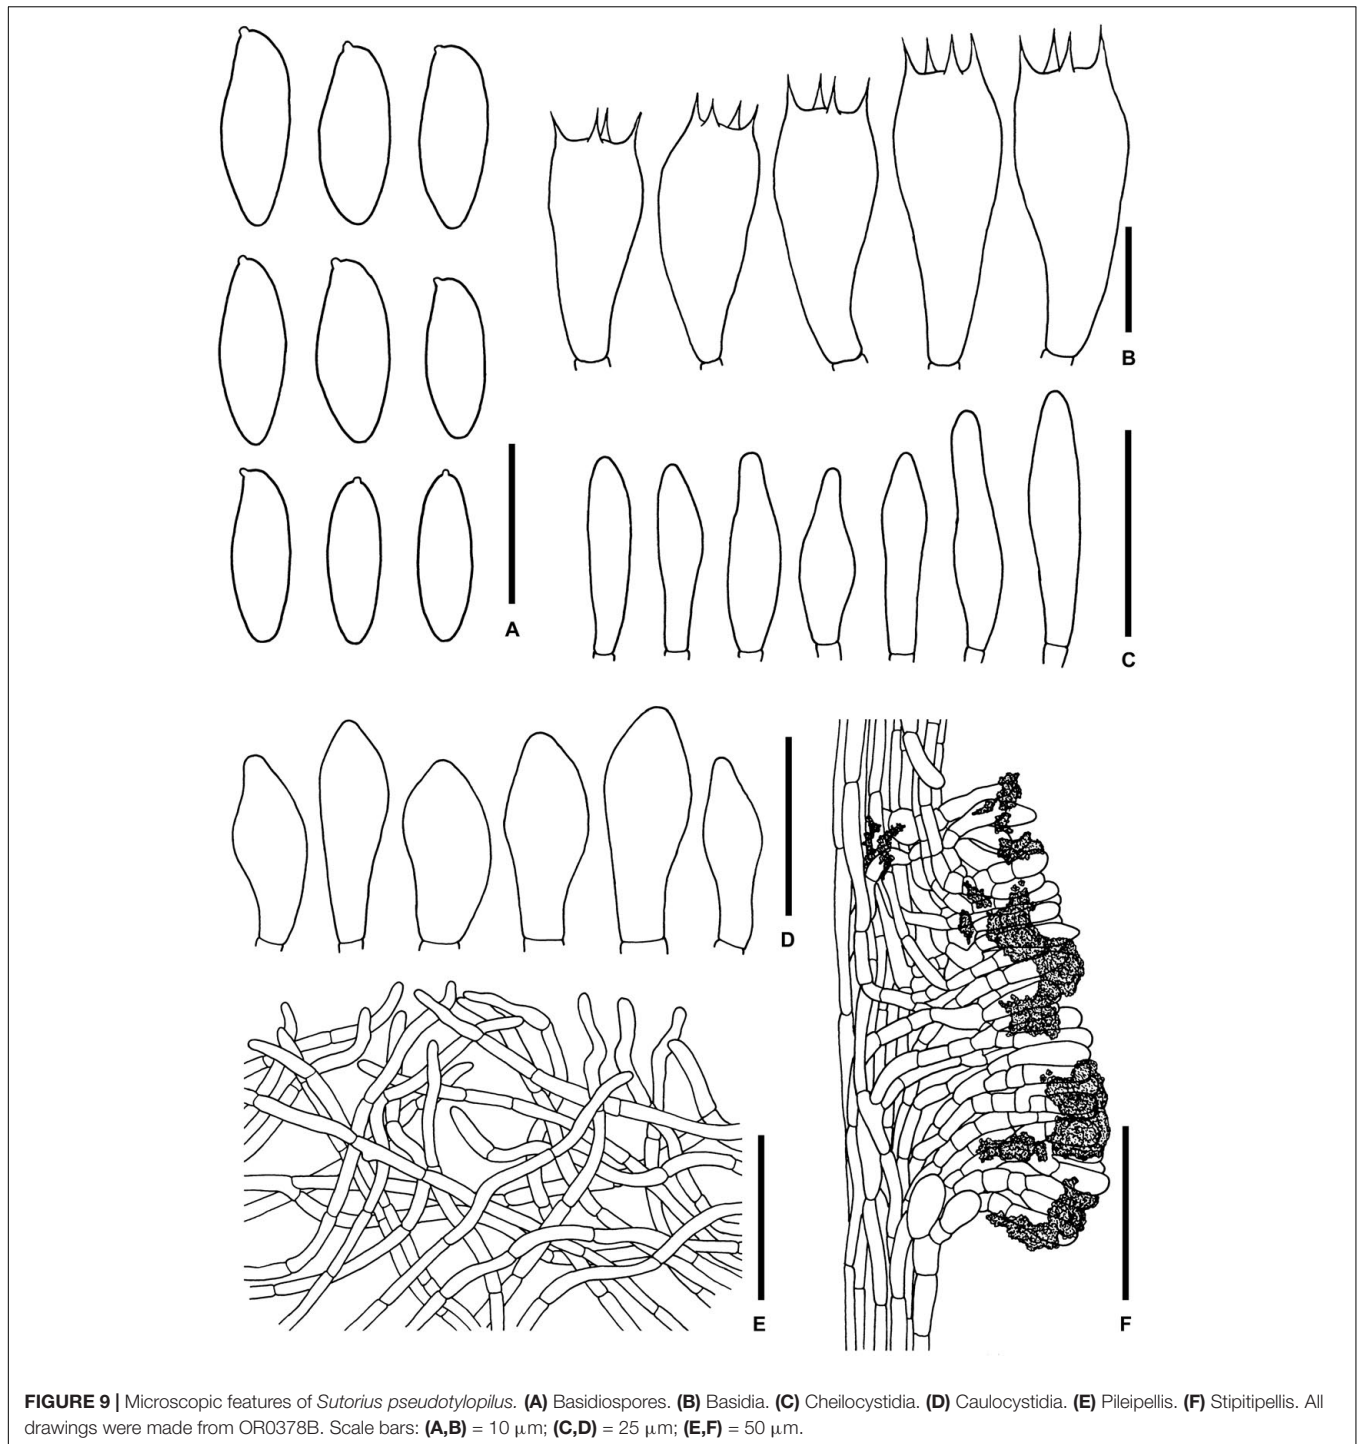 B
A
C
D
E
F
FIGURE 9 | Microscopic features of Sutorius pseudotylopilus. (A) Basidiospores. (B) Basidia. (C) Cheilocystidia. (D) Caulocystidia. (E) Pileipellis. (F) Stipitipellis. All
drawings were made from OR0378B. Scale bars: (A,B) = 10 μm; (C,D) = 25 μm; (E,F) = 50 μm.